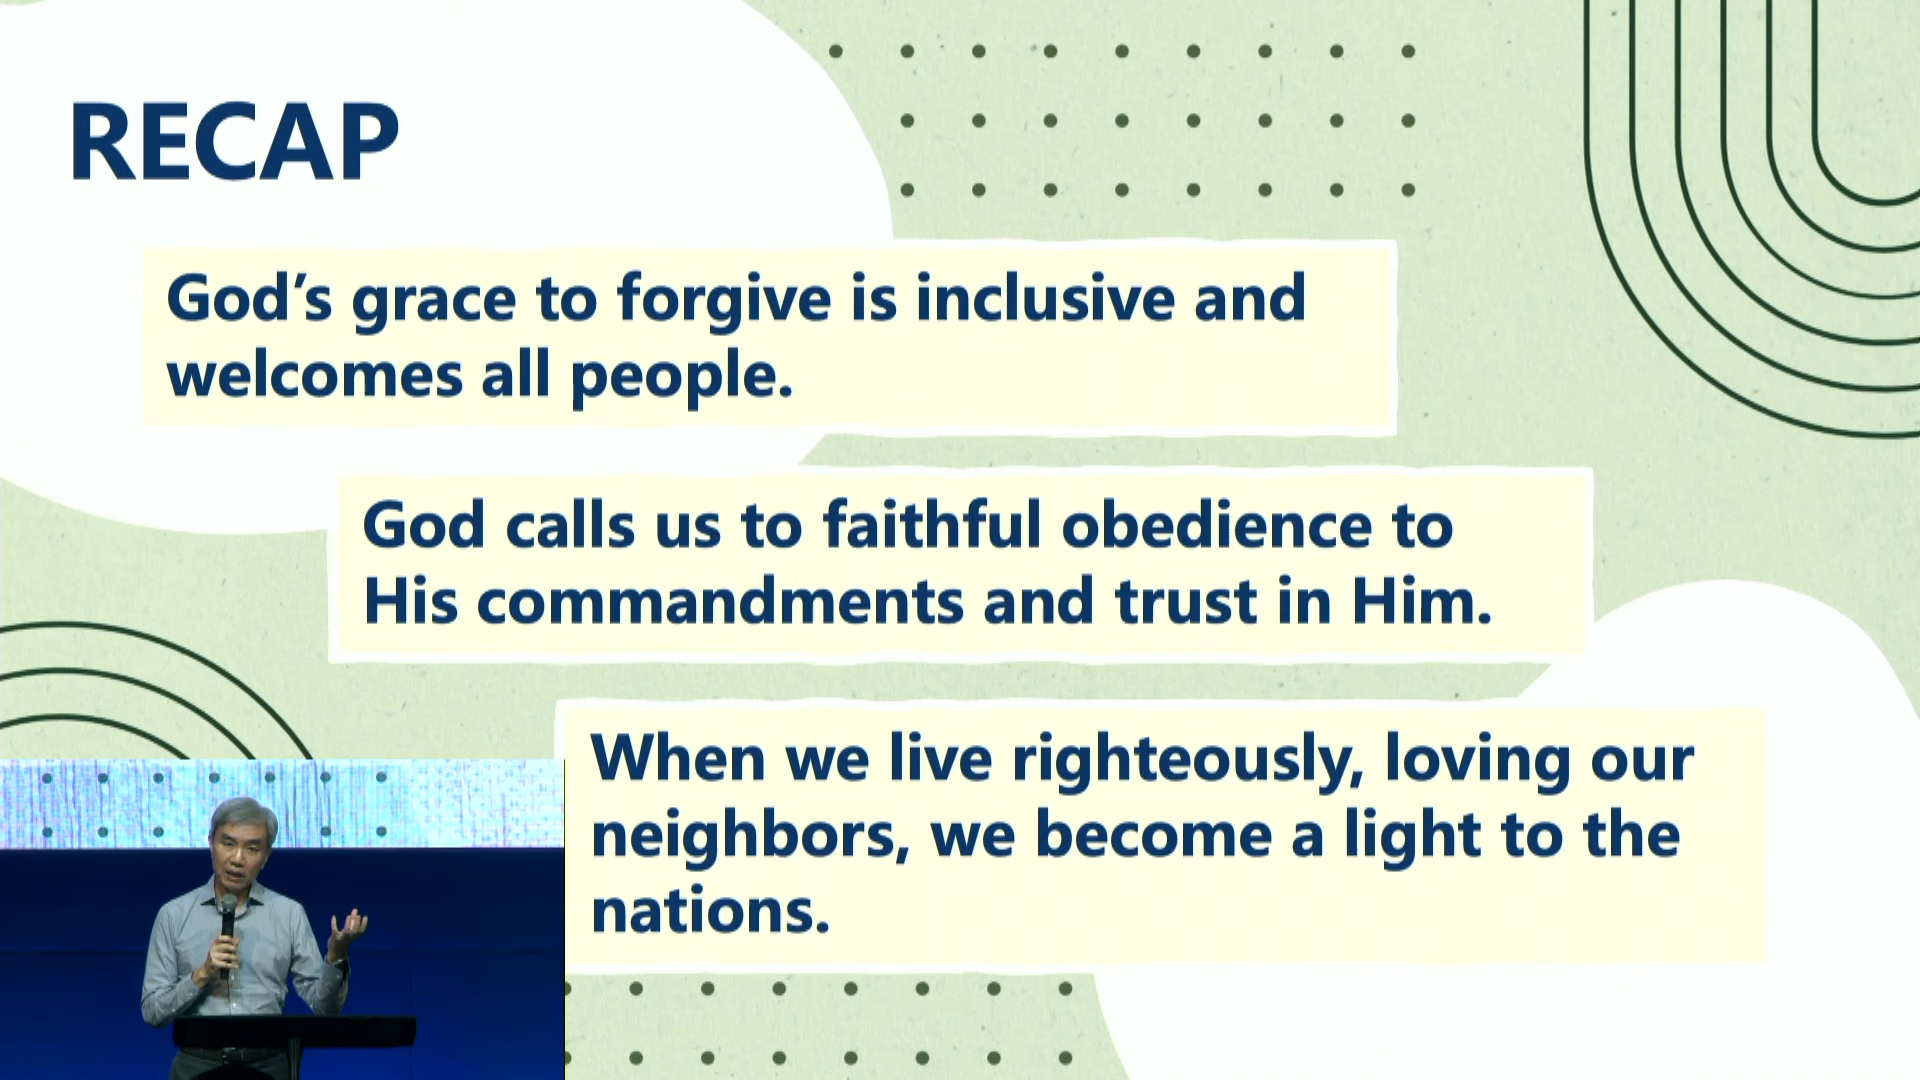 RECAP
God’s grace to forgive is inclusive and
welcomes all people.
God calls us to faithful obedience to
His commandments and trust in Him.
When we live righteously, loving our
neighbors, we become a light to the
nations.